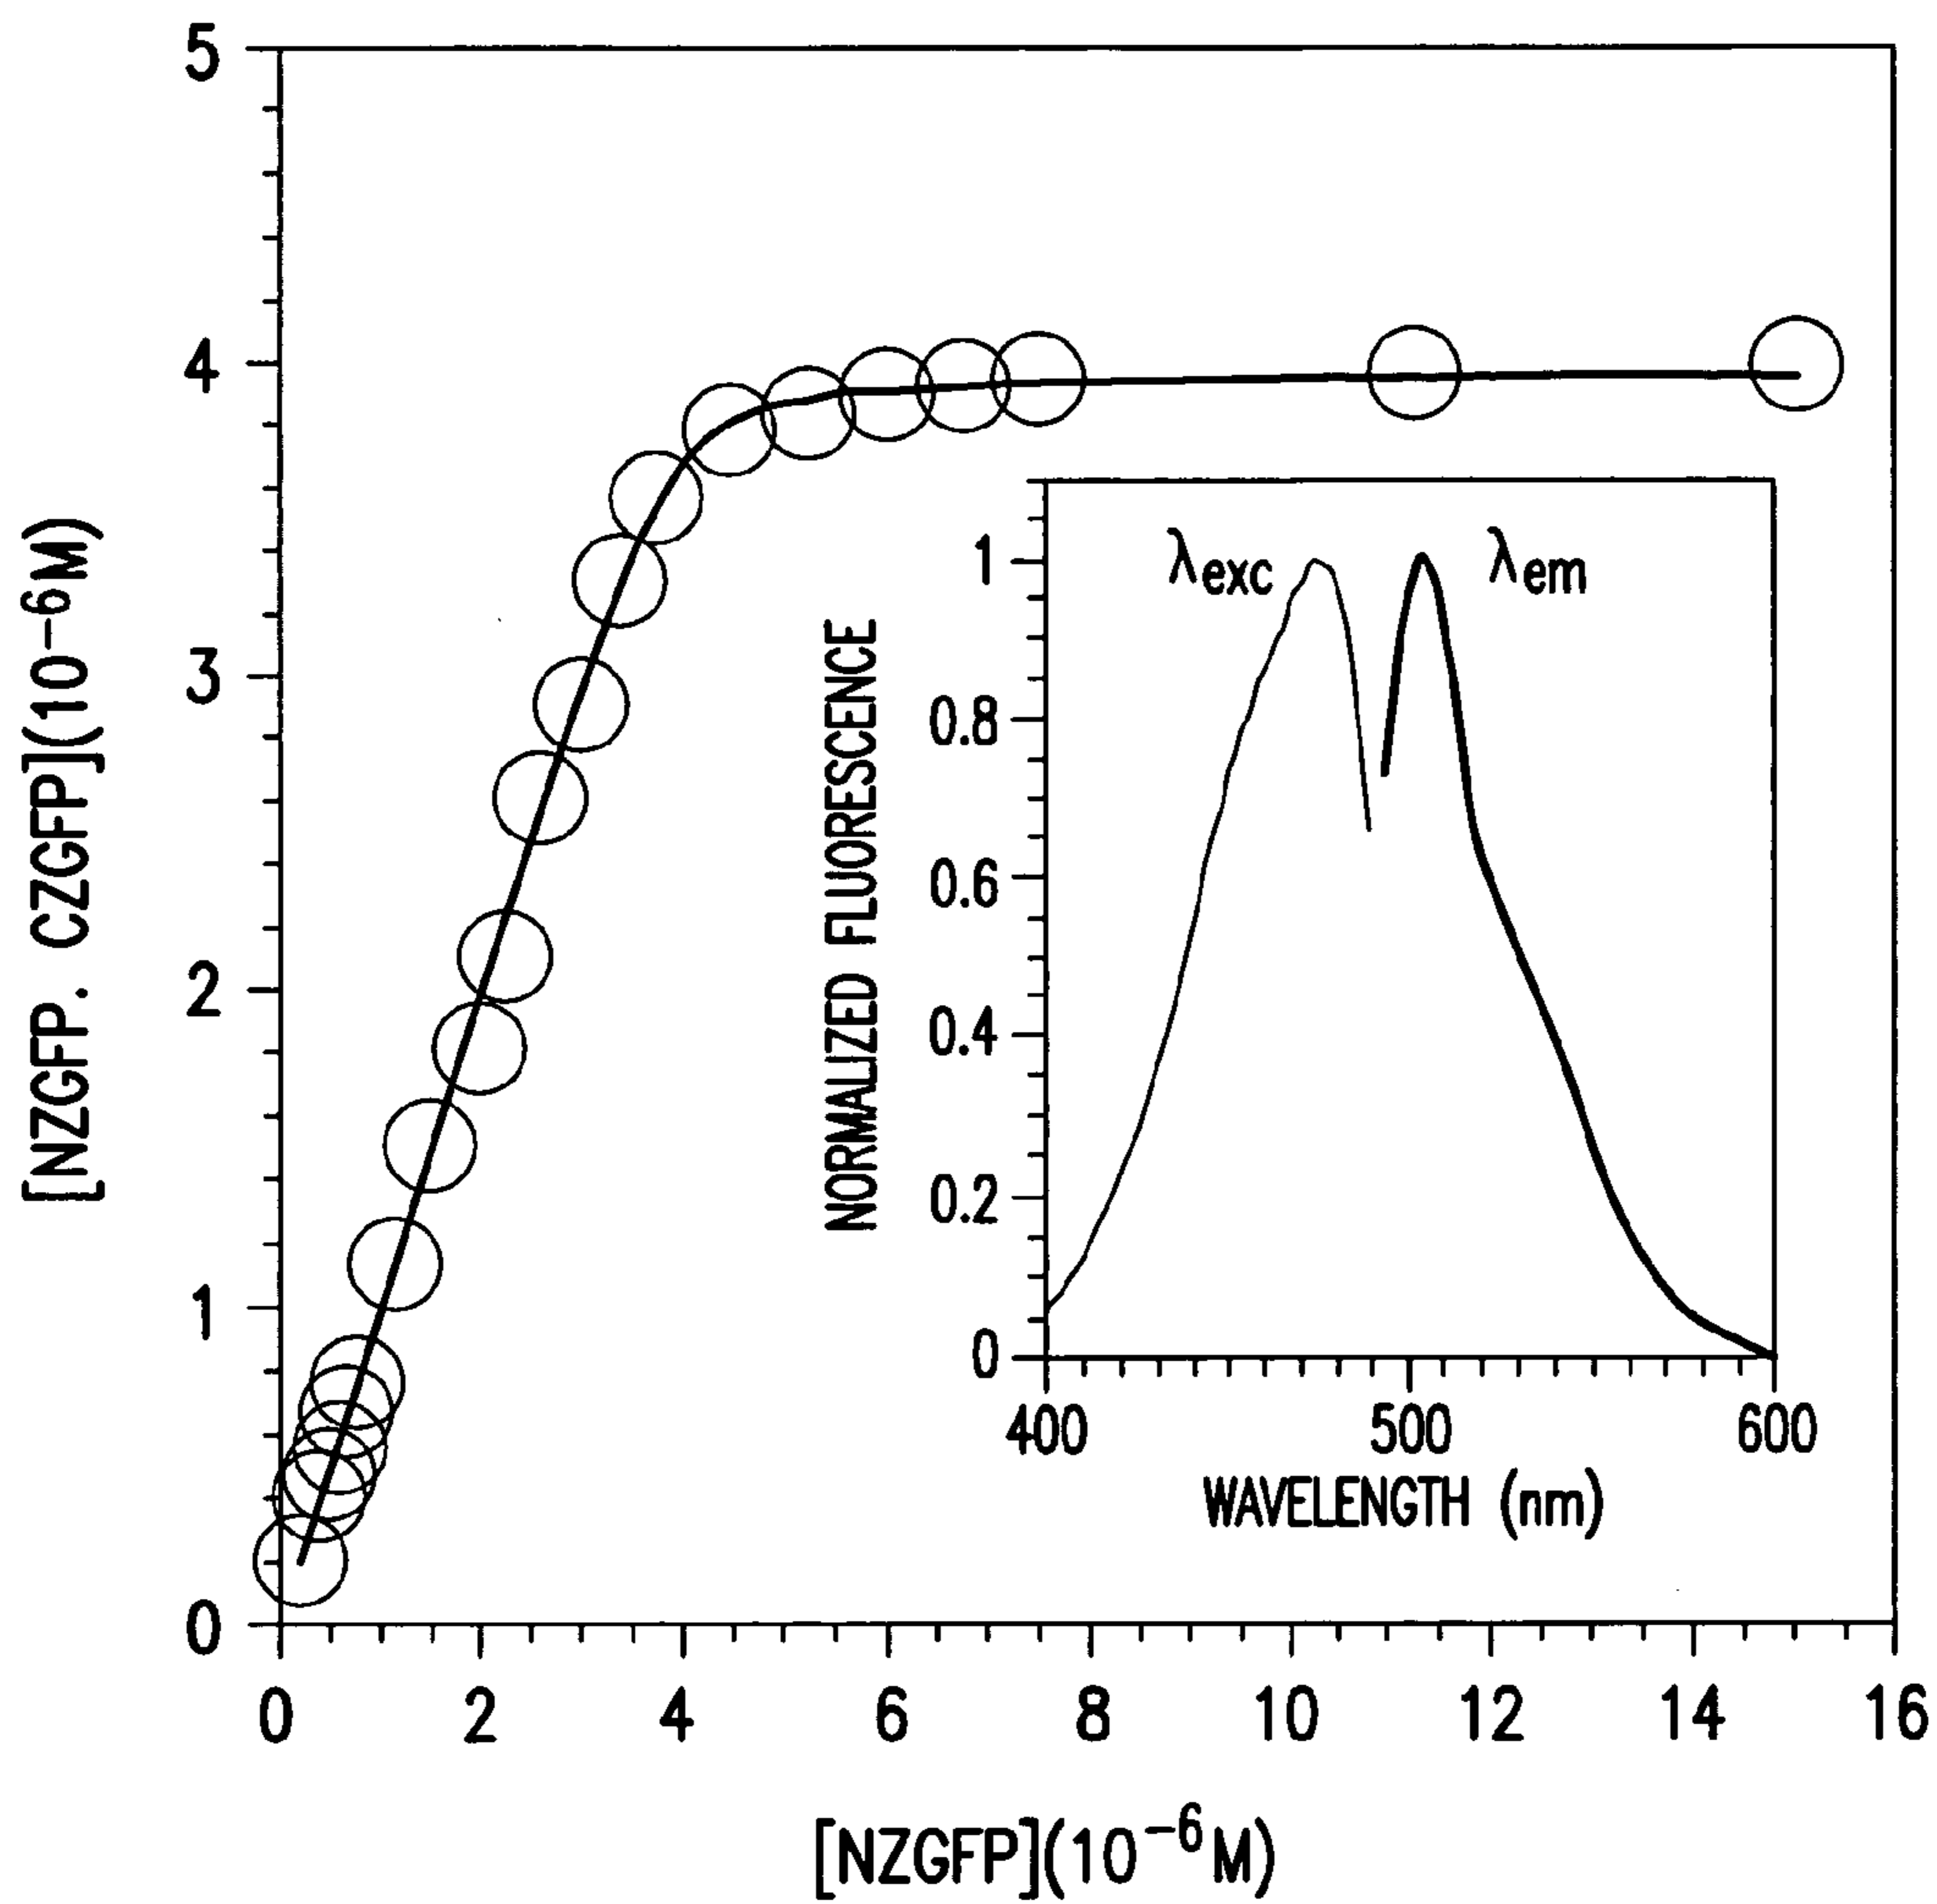 5
4
3
2
1
0
[NZGFP. CZGFP](10⁻⁶M)
0 2 4 6 8 10 12 14 16
[NZGFP](10⁻⁶M)
λexc λem
1
0.8
0.6
0.4
0.2
0
NORMALIZED FLUORESCENCE
400 500 600
WAVELENGTH (nm)